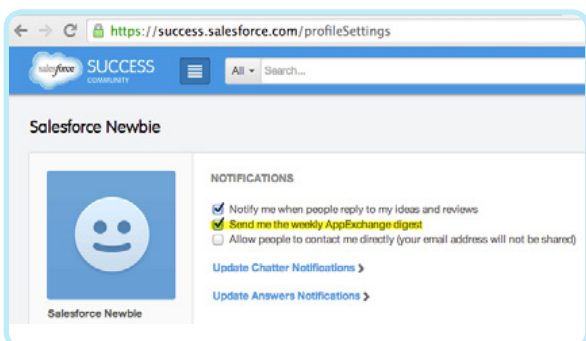 https://success.salesforce.com/profileSettings
salesforce SUCCESS
COMMUNITY
All
Search...
Salesforce Newbie
NOTIFICATIONS
Notify me when people reply to my ideas and reviews
Send me the weekly AppExchange digest
Allow people to contact me directly (your email address will not be shared)
Update Chatter Notifications
Update Answers Notifications
Salesforce Newbie